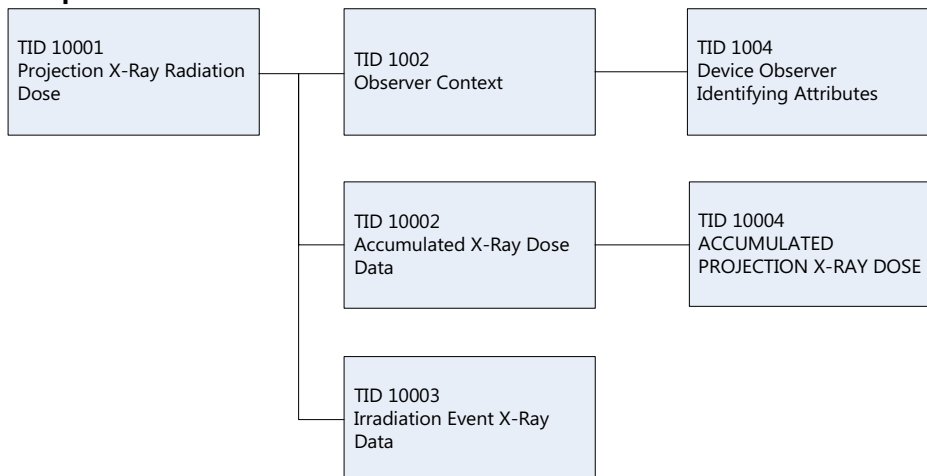 TID 10001
Projection X-Ray Radiation
Dose
TID 1002
Observer Context
TID 1004
Device Observer
Identifying Attributes
TID 10002
Accumulated X-Ray Dose
Data
TID 10004
ACCUMULATED
PROJECTION X-RAY DOSE
TID 10003
Irradiation Event X-Ray
Data